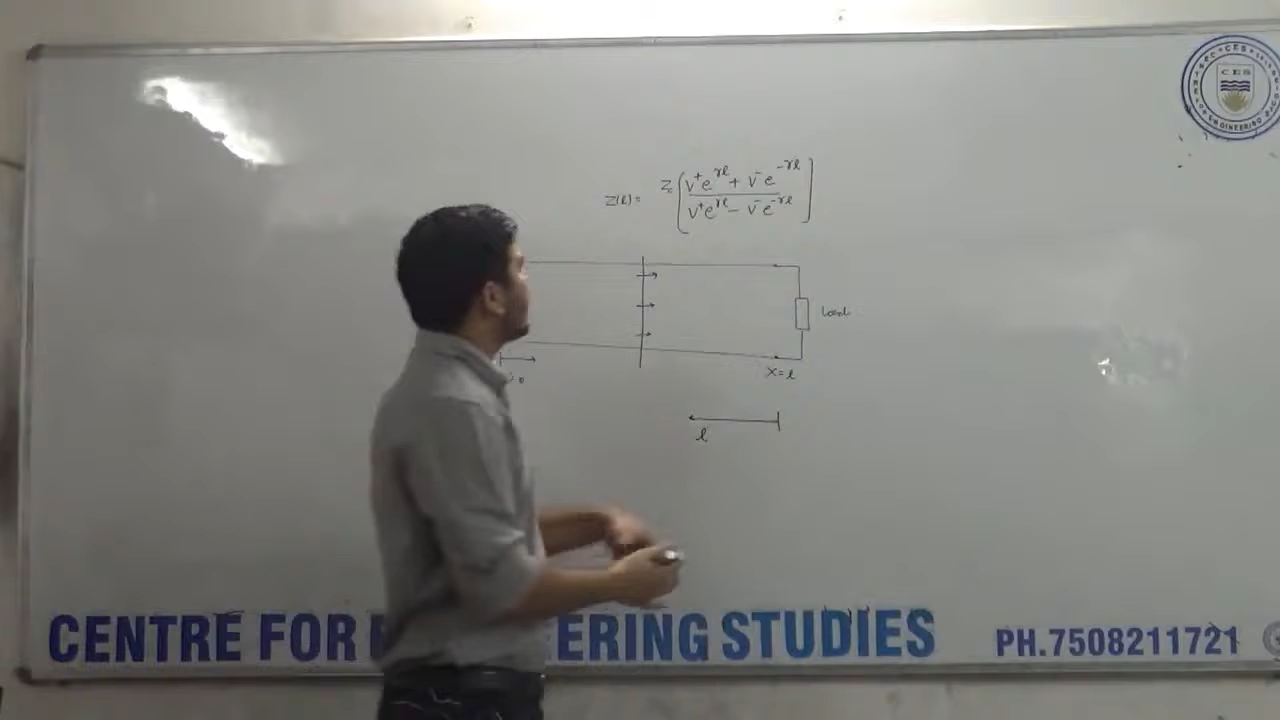 C E S
Z(l) = Z₀ [ (V⁺e^{γl} + V⁻e^{-γl}) / (V⁺e^{γl} - V⁻e^{-γl}) ]
Load
X=l
l
CENTRE FOR E ERING STUDIES
PH.7508211721